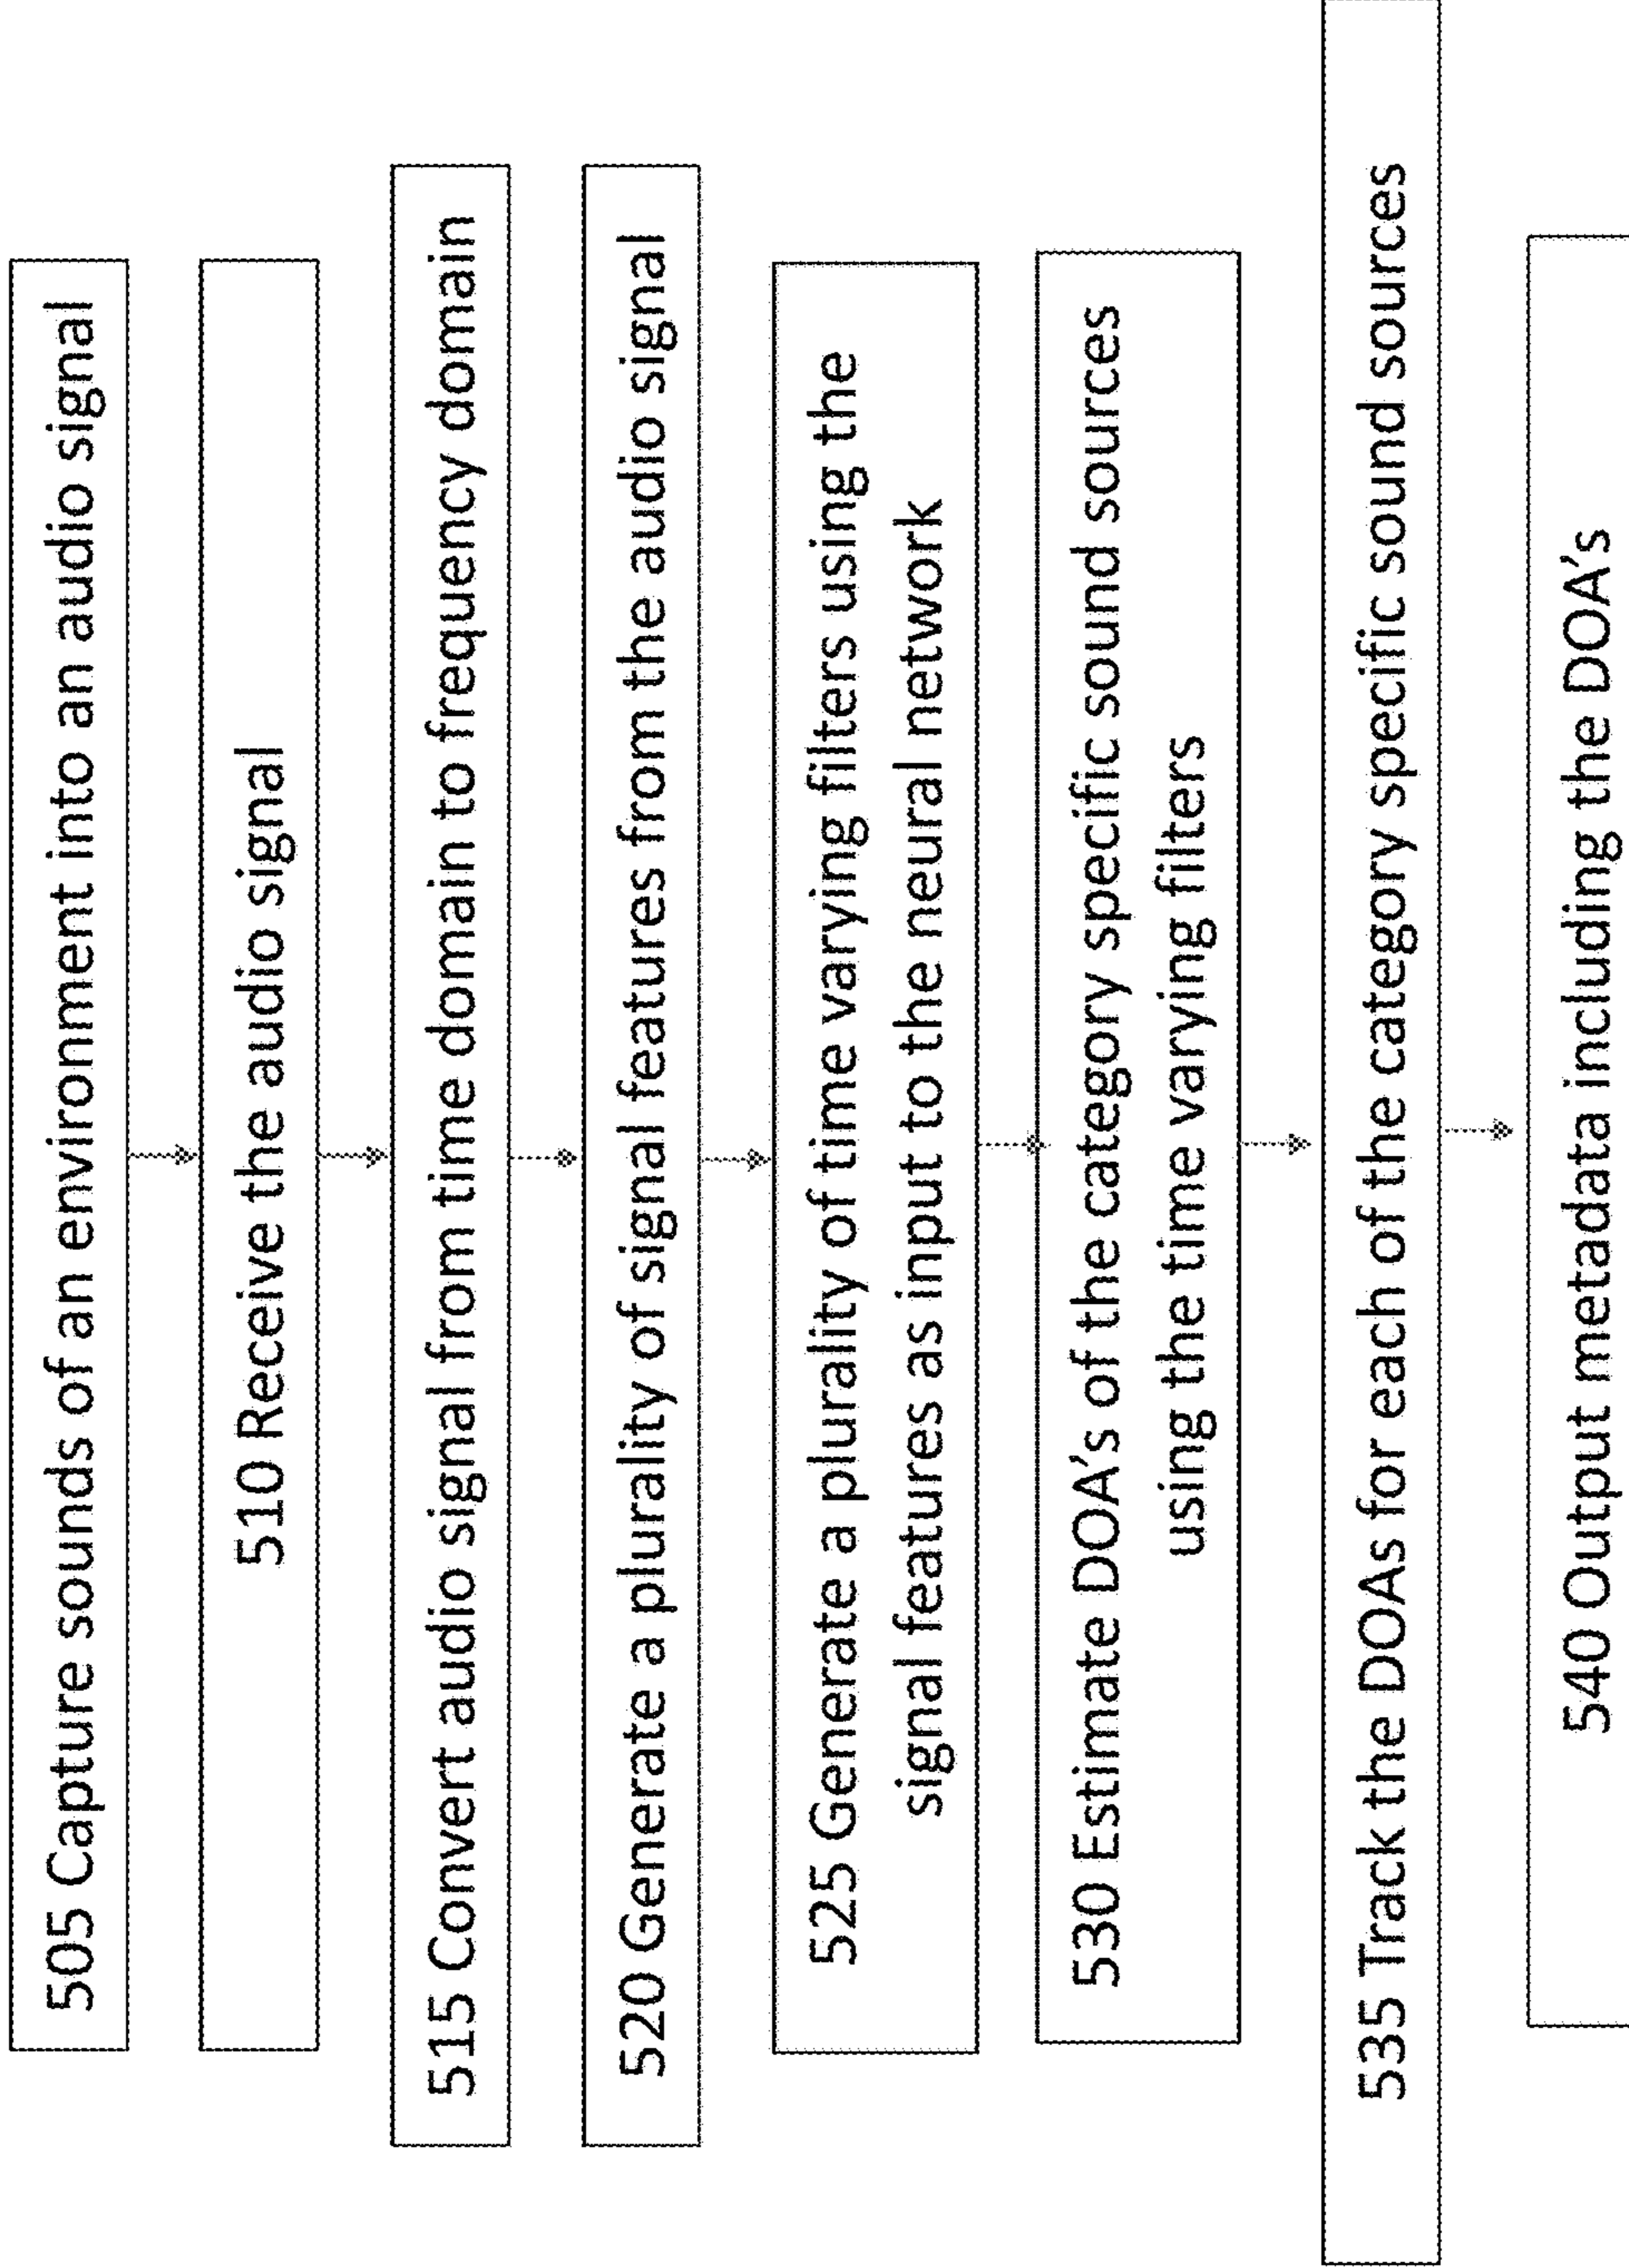 505 Capture sounds of an environment into an audio signal
510 Receive the audio signal
515 Convert audio signal from time domain to frequency domain
520 Generate a plurality of signal features from the audio signal
525 Generate a plurality of time varying filters using the
signal features as input to the neural network
530 Estimate DOA's of the category specific sound sources
using the time varying filters
535 Track the DOAs for each of the category specific sound sources
540 Output metadata including the DOA's